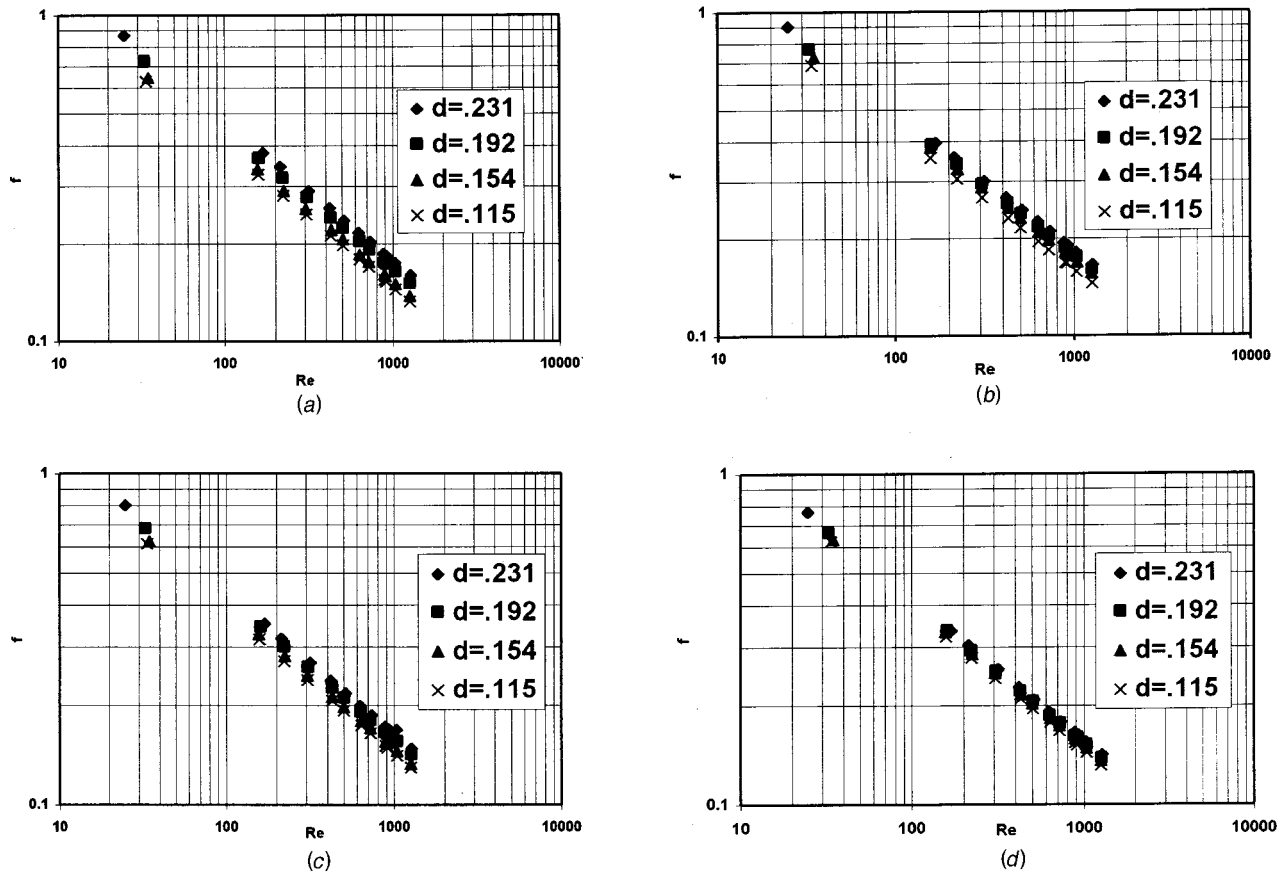 1
f
0.1
10
100
1000
10000
Re
d=.231
d=.192
d=.154
d=.115
(a)
1
f
0.1
10
100
1000
10000
Re
d=.231
d=.192
d=.154
d=.115
(b)
1
f
0.1
10
100
1000
10000
Re
d=.231
d=.192
d=.154
d=.115
(c)
1
f
0.1
10
100
1000
10000
Re
d=.231
d=.192
d=.154
d=.115
(d)